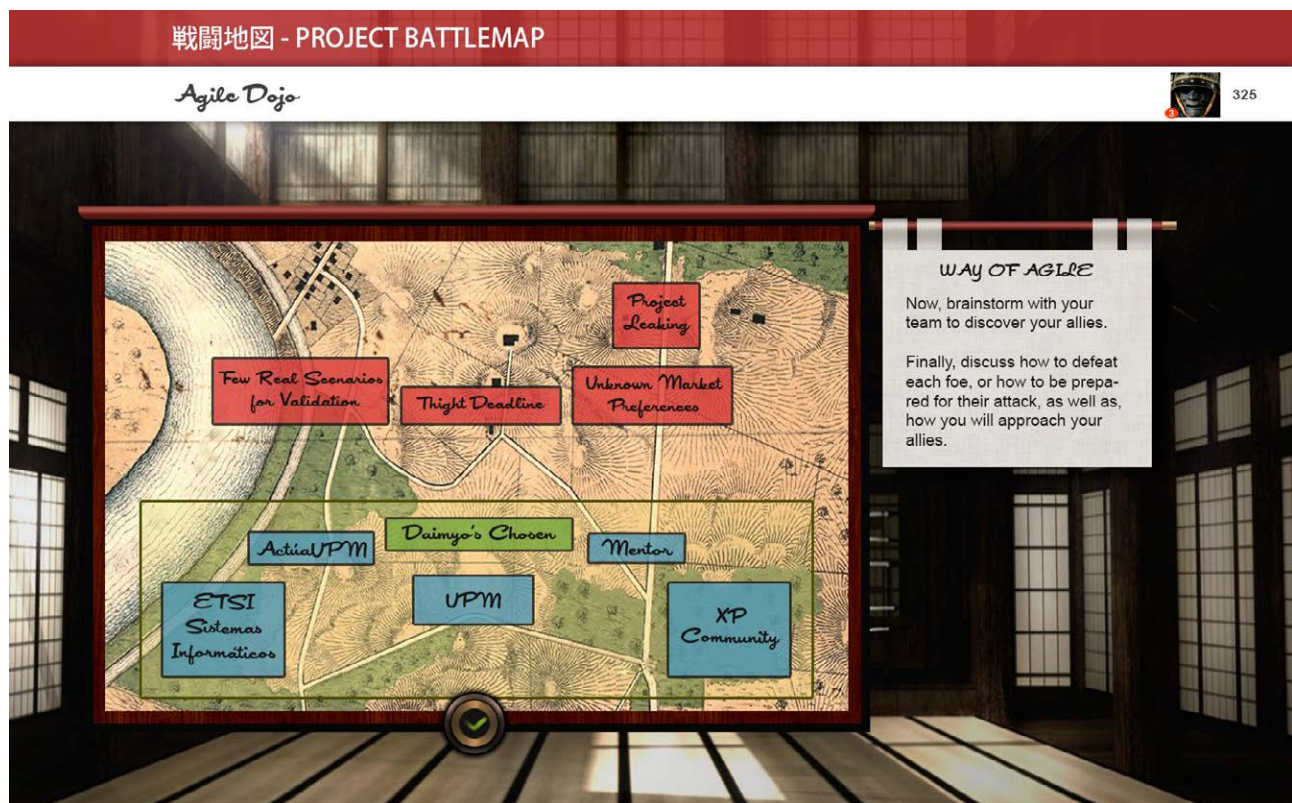 戦闘地図 - PROJECT BATTLEMAP
Agile Dojo
3
325
WAY OF AGILE
Now, brainstorm with your
team to discover your allies.
Finally, discuss how to defeat
each foe, or how to be prepa-
red for their attack, as well as,
how you will approach your
allies.
Project
Leaking
Few Real Scenarios
for Validation
Thight Deadline
Unknown Market
Preferences
ActúaUPM
Daimyo's Chosen
Mentor
ETSI
Sistemas
Informáticos
UPM
XP
Community